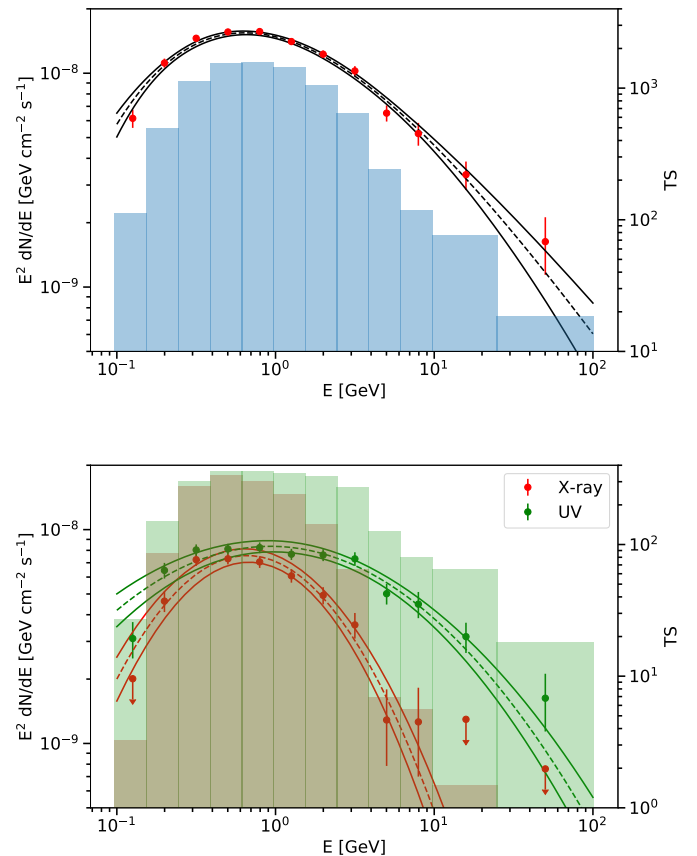 10⁻⁸
10⁻⁹
E² dN/dE [GeV cm⁻² s⁻¹]
10³
10²
10¹
TS
10⁻¹ 10⁰ 10¹ 10²
E [GeV]
X-ray
UV
10⁻⁸
10⁻⁹
E² dN/dE [GeV cm⁻² s⁻¹]
10²
10¹
10⁰
TS
10⁻¹ 10⁰ 10¹ 10²
E [GeV]